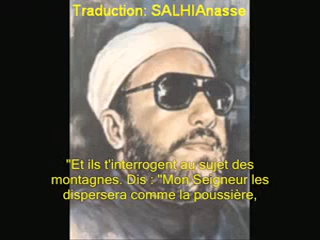 Traduction: SALHIAnasse
"Et ils t'interrogent au sujet des
montagnes. Dis : "Mon Seigneur les
dispersera comme la poussière,